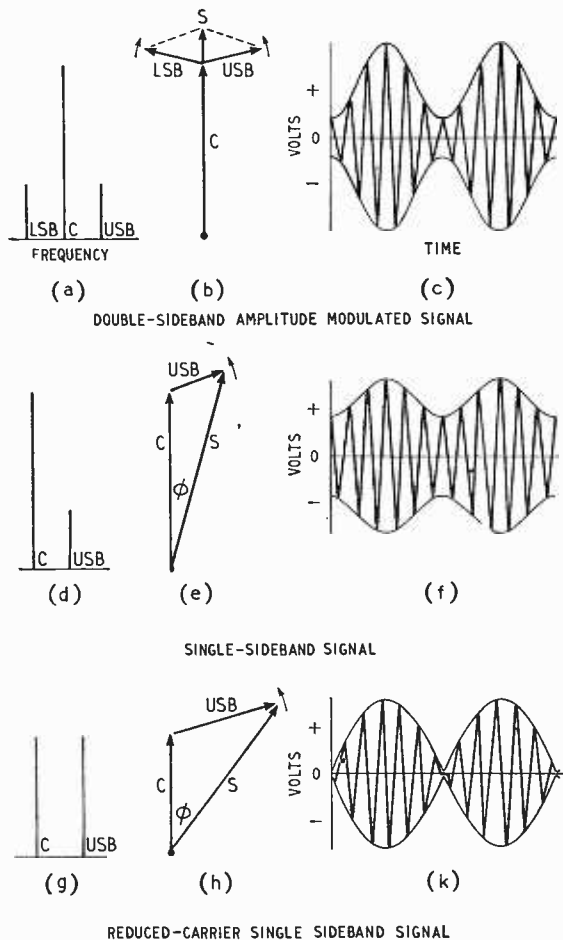 S
LSB USB
C
+
VOLTS
0
−
LSB C USB
FREQUENCY
TIME
(a) (b) (c)
DOUBLE-SIDEBAND AMPLITUDE MODULATED SIGNAL
USB
C S
ϕ
+
VOLTS
0
−
C USB
(d) (e) (f)
SINGLE-SIDEBAND SIGNAL
USB
C S
ϕ
+
VOLTS
0
−
C USB
(g) (h) (k)
REDUCED-CARRIER SINGLE SIDEBAND SIGNAL